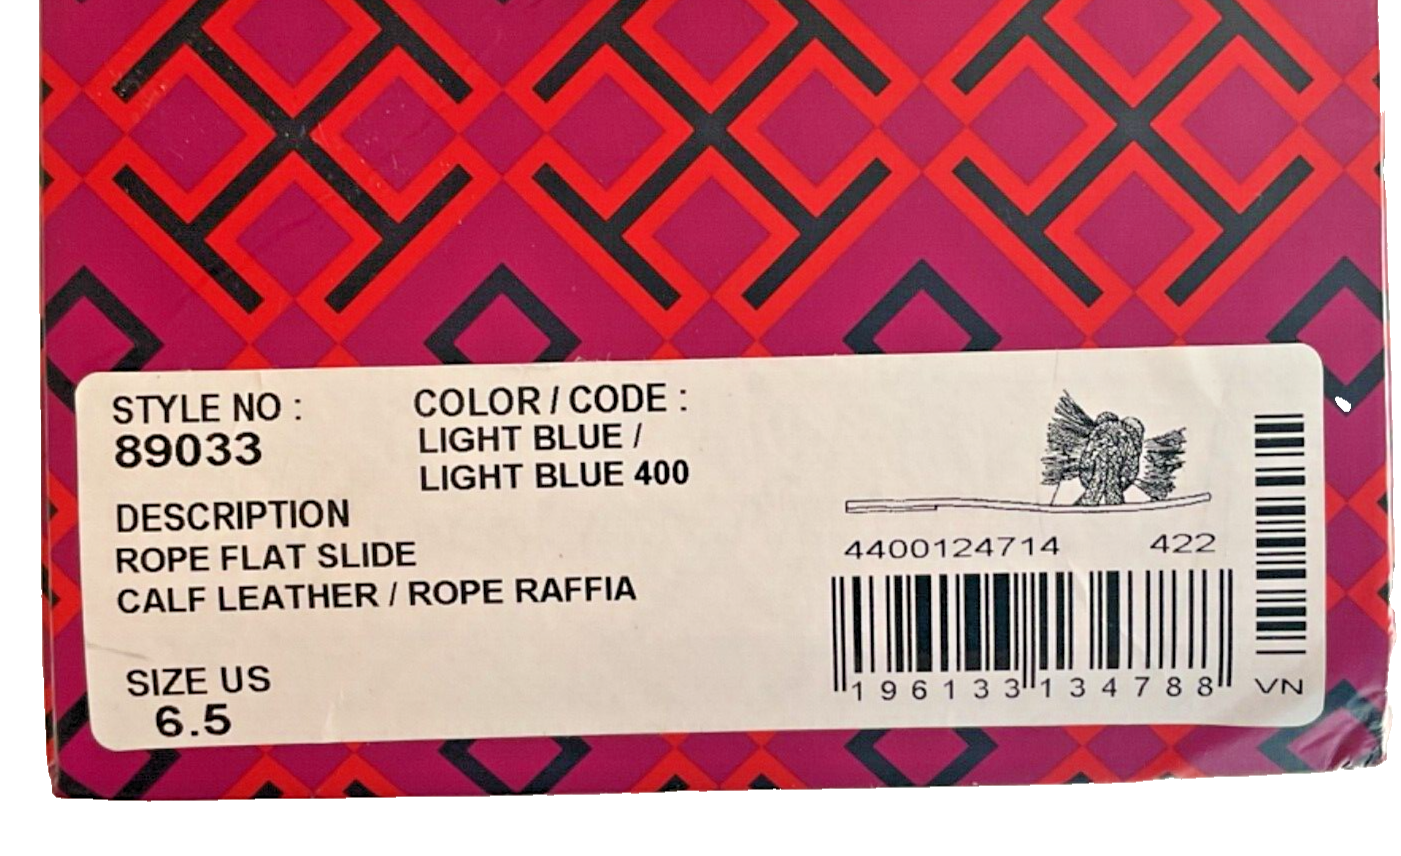 STYLE NO :
89033
COLOR / CODE :
LIGHT BLUE /
LIGHT BLUE 400
DESCRIPTION
ROPE FLAT SLIDE
CALF LEATHER / ROPE RAFFIA
SIZE US
6.5
4400124714 422
196133134788
VN